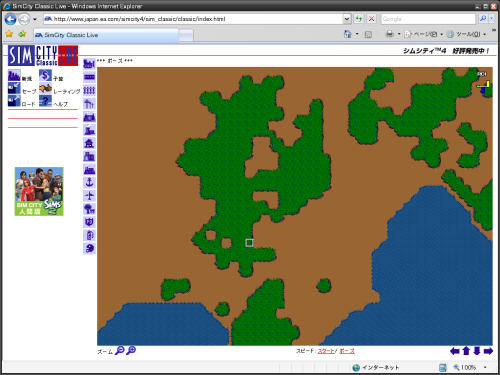 SimCity Classic Live - Windows Internet Explorer
http://www.japan.ea.com/simcity4/sim_classic/classic/index.html
Google
SimCity Classic Live
ページ(P)
ツール(O)
SIMCITY
Classic
シムシティ™4 好評発売中！
*** ポーズ ***
新規
予算
セーブ
レーティング
ロード
ヘルプ
RCI
SIM CITY
人間版
SIMS
2
ズーム
スピード: スタート/ ポーズ
インターネット
100%